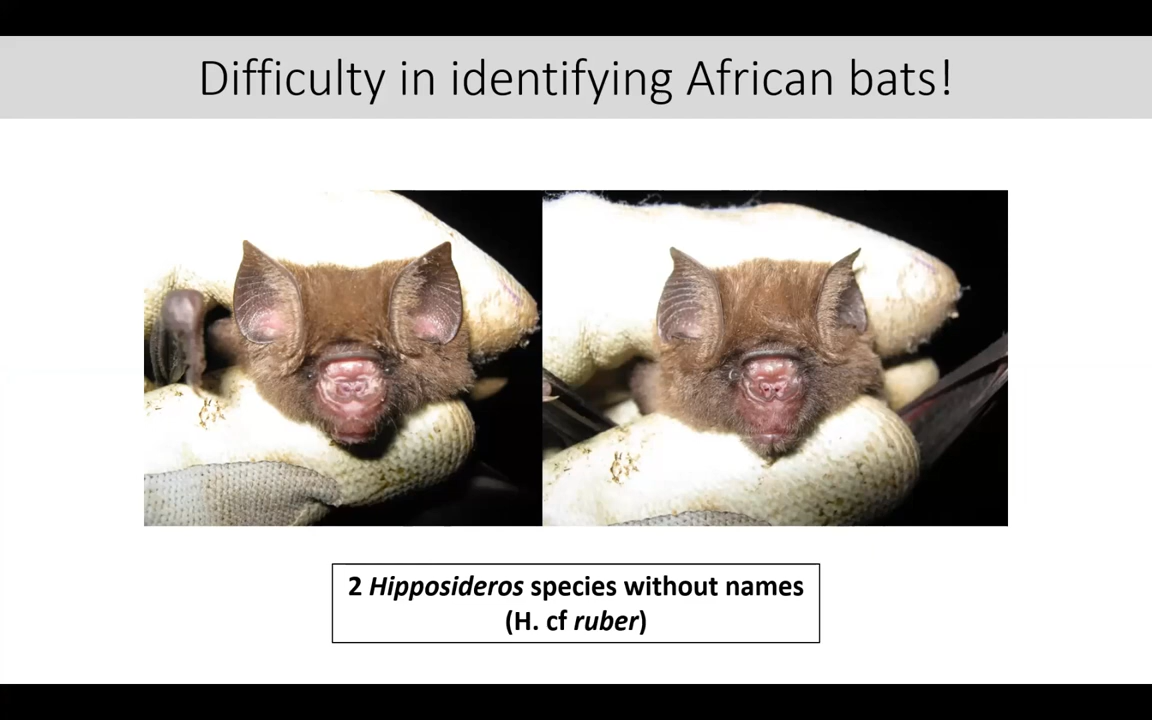 Difficulty in identifying African bats!
2 Hipposideros species without names
(H. cf ruber)